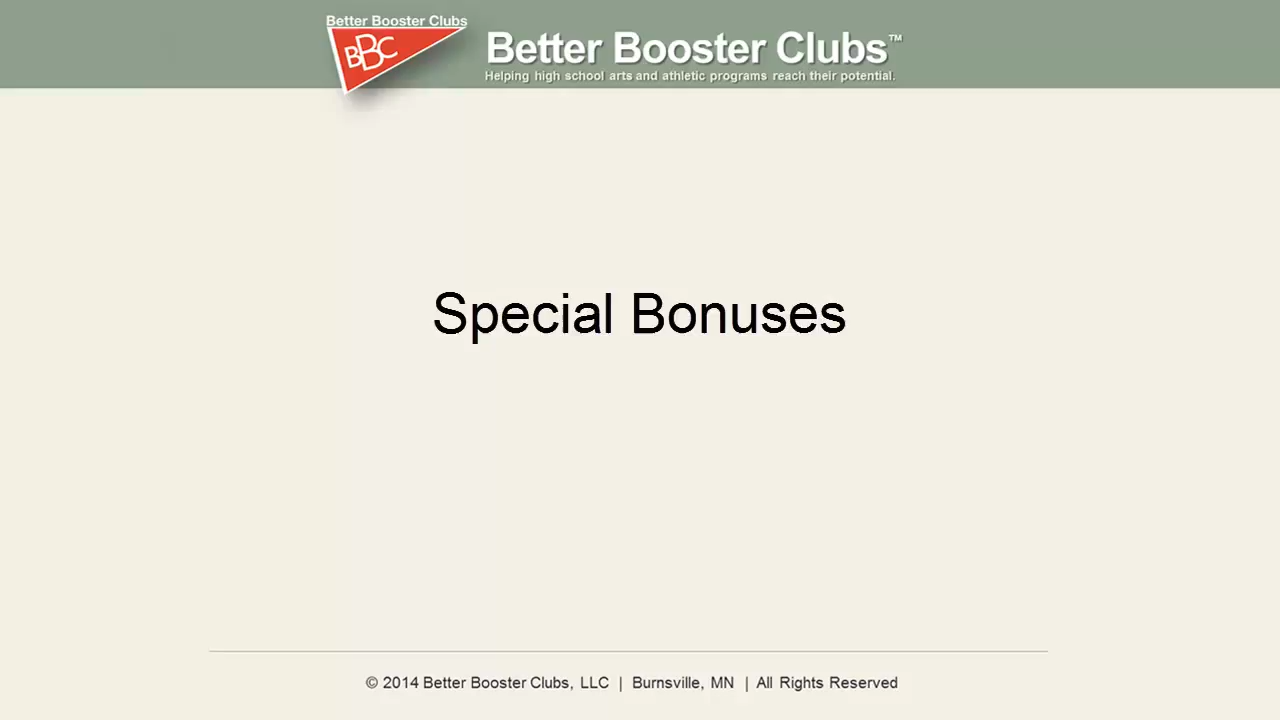 Better Booster Clubs
BBC
Better Booster Clubs™
Helping high school arts and athletic programs reach their potential.
Special Bonuses
© 2014 Better Booster Clubs, LLC | Burnsville, MN | All Rights Reserved